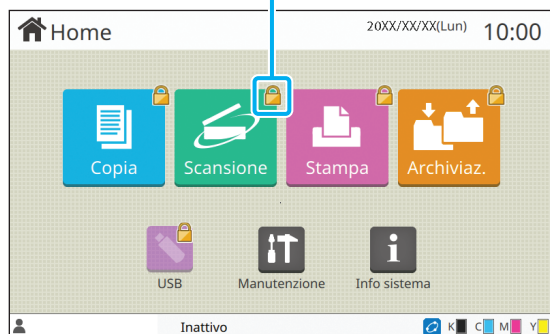 Home 20XX/XX/XX(Lun) 10:00
Copia Scansione Stampa Archiviaz.
USB Manutenzione Info sistema
Inattivo K C M Y